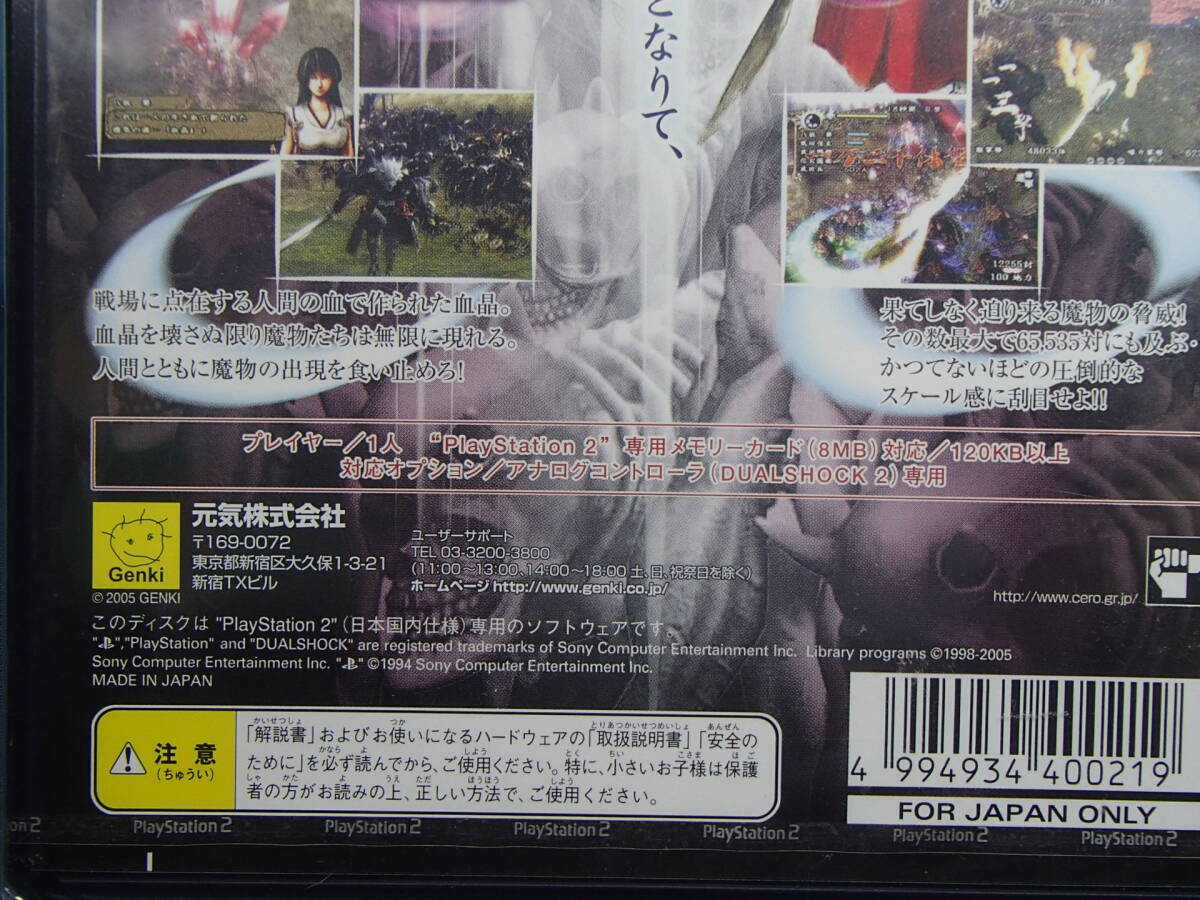 となりて、
12255封
100 地力
48033体
戦場に点在する人間の血で作られた血晶。
血晶を壊さぬ限り魔物たちは無限に現れる。
人間とともに魔物の出現を食い止めろ!
果てしなく迫り来る魔物の脅威!
その数最大で65,535対にも及ぶ・
かつてないほどの圧倒的な
スケール感に刮目せよ!!
プレイヤー/1人 “PlayStation 2” 専用メモリーカード(8MB)対応/120KB以上
対応オプション/アナログコントローラ(DUALSHOCK 2)専用
Genki
© 2005 GENKI
元気株式会社
〒169-0072
東京都新宿区大久保1-3-21
新宿TXビル
ユーザーサポート
TEL 03-3200-3800
(11:00〜13:00、14:00〜18:00 土、日、祝祭日を除く)
ホームページ http://www.genki.co.jp/
http://www.cero.gr.jp/
このディスクは "PlayStation 2" (日本国内仕様) 専用のソフトウェアです。
" ","PlayStation" and "DUALSHOCK" are registered trademarks of Sony Computer Entertainment Inc. Library programs ©1998-2005
Sony Computer Entertainment Inc. " " ©1994 Sony Computer Entertainment Inc.
MADE IN JAPAN
注意
(ちゅうい)
「解説書」およびお使いになるハードウェアの「取扱説明書」「安全の
ために」を必ず読んでから、ご使用ください。特に、小さいお子様は保護
者の方がお読みの上、正しい方法で、ご使用ください。
4 994934 400219
FOR JAPAN ONLY
on 2 PlayStation 2 PlayStation 2 PlayStation 2 PlayStation 2 PlayStation 2 PlayStation 2